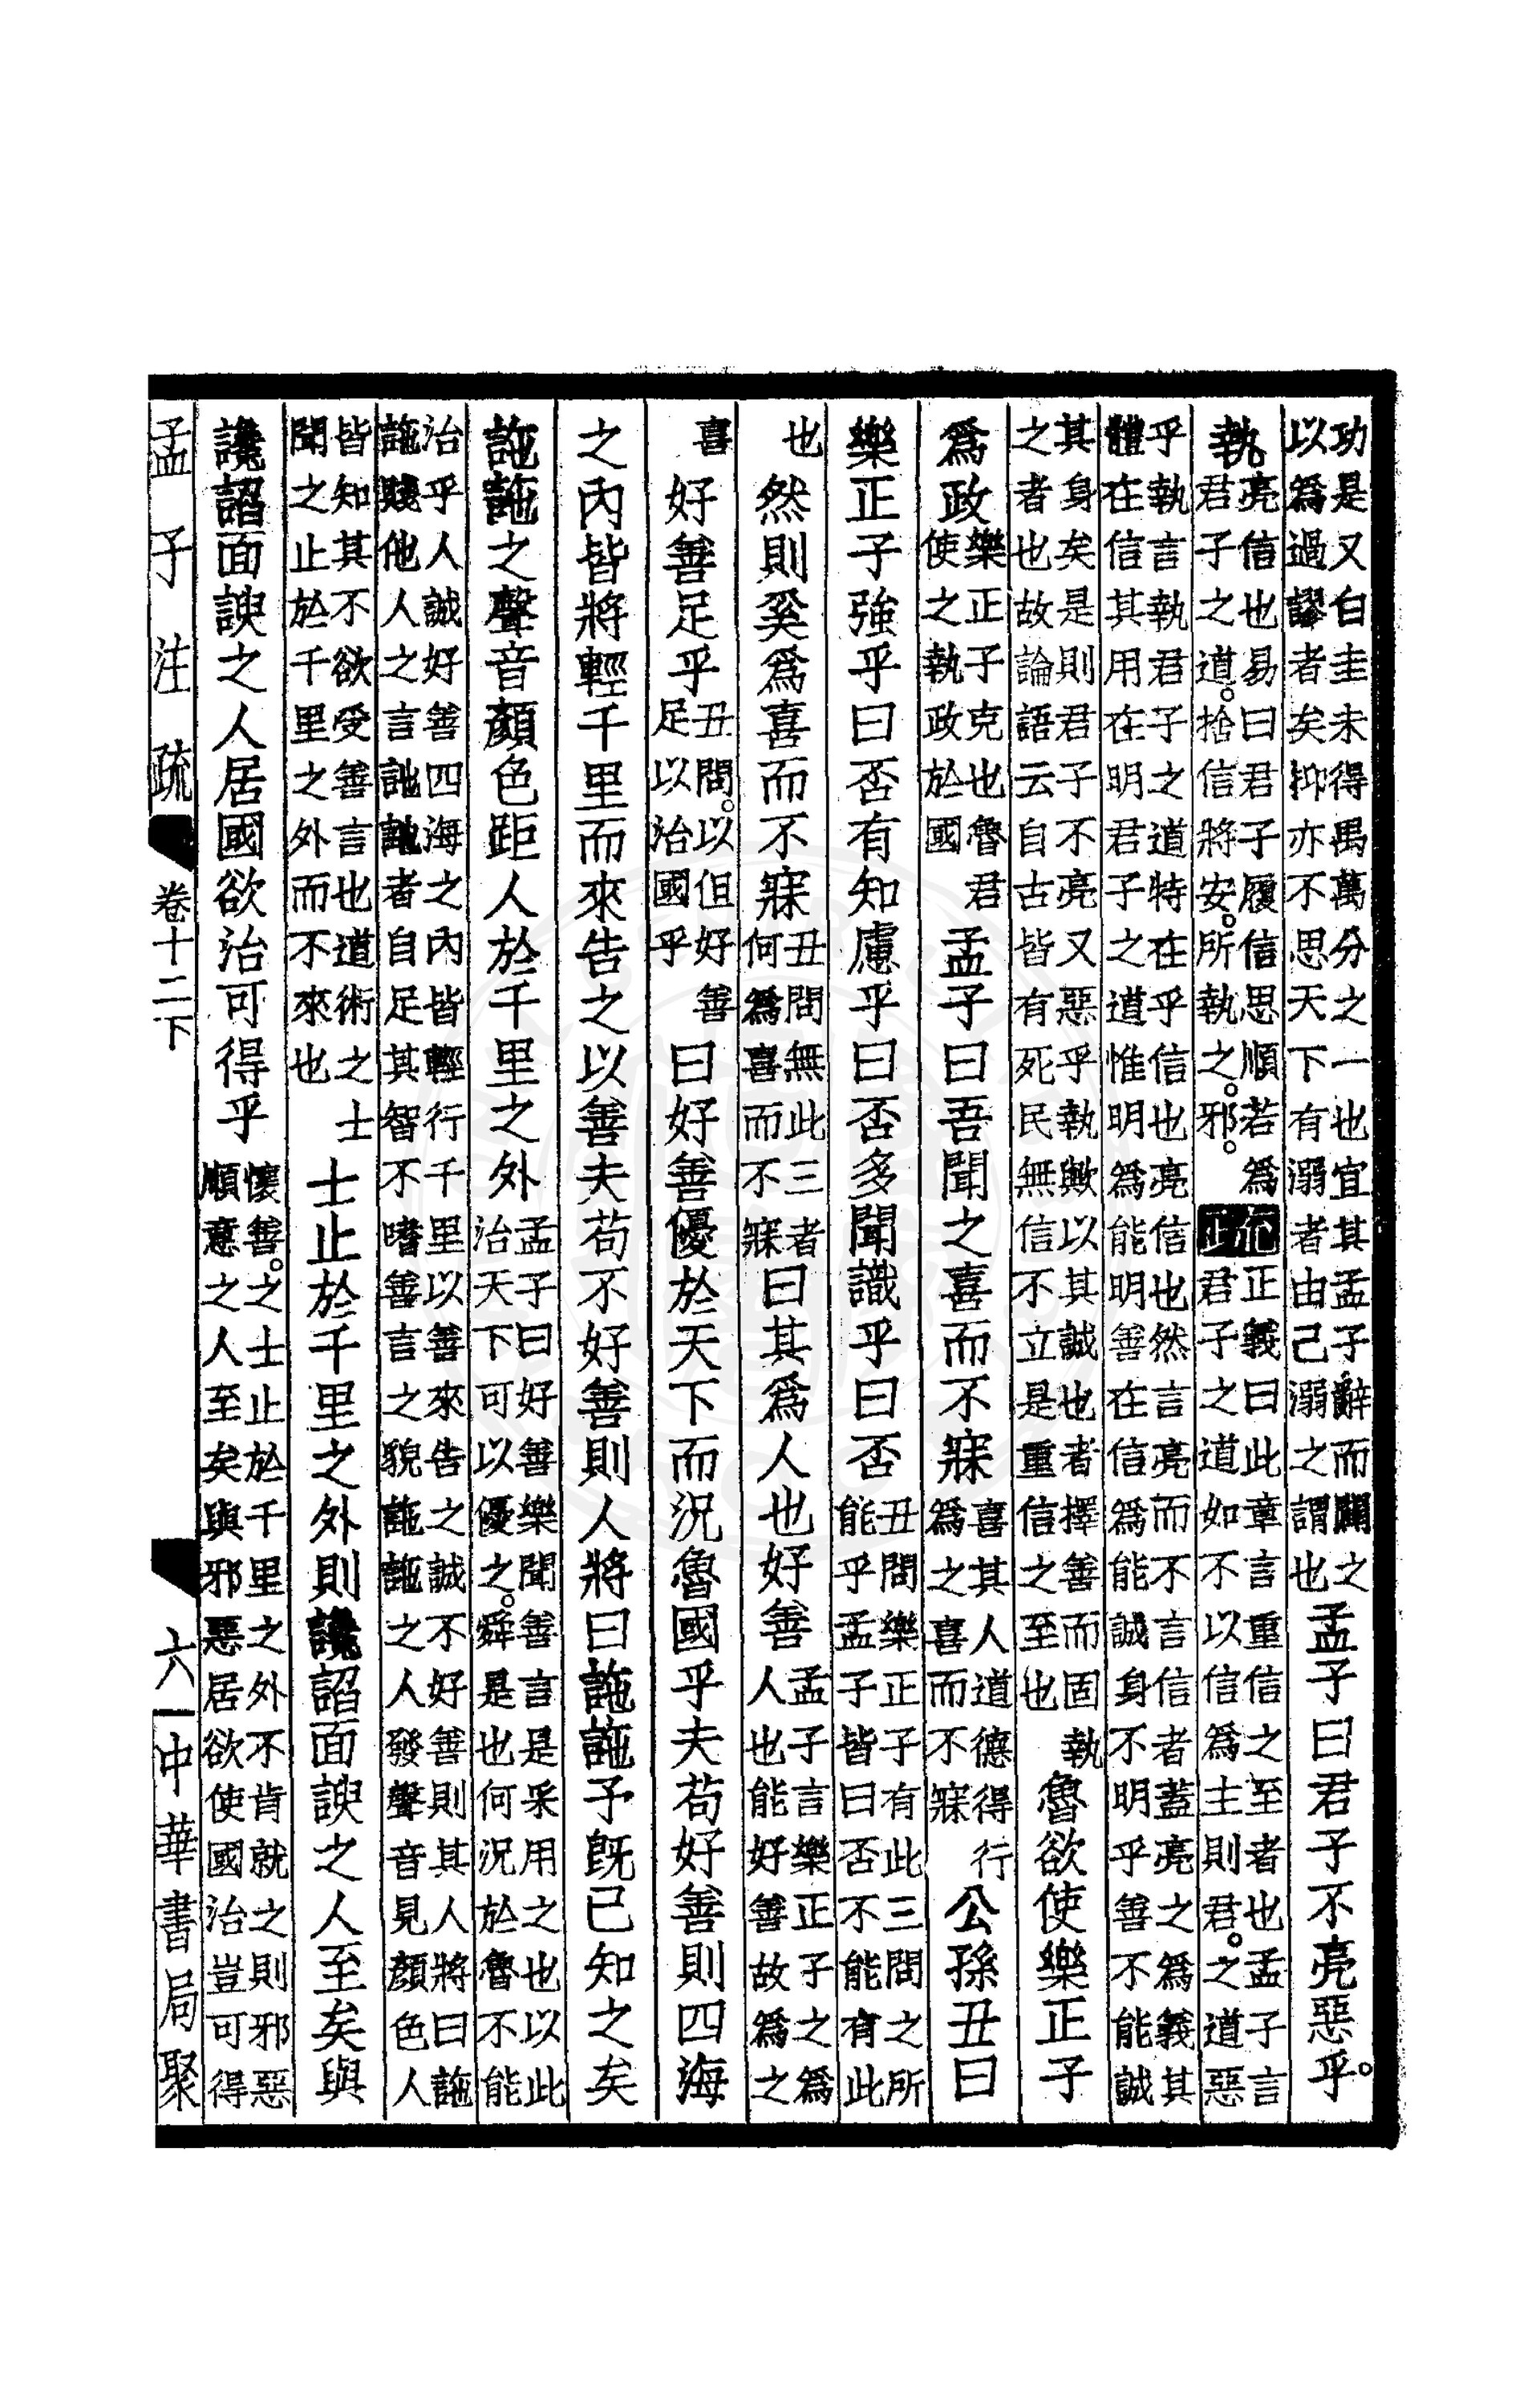 功是又白圭未得禹萬分之一也宜其孟子辭而闢之
以爲過謬者矣抑亦不思天下有溺者由己溺之謂也
孟子曰君子不亮惡乎。
執
亮信也易曰君子履信思順若爲
君子之道。捨信將安。所執之。邪。
疏
正義曰此章言重信之至者也孟子言
君子之道如不以信爲主則君。之道惡
乎執言執君子之道特在乎信也亮信也然言亮而不言信者蓋亮之爲義其
體在信其用在明君子之道惟明爲能明善在信爲能誠身不明乎善不能誠
其身矣是則君子不亮又惡乎執歟以其誠也者擇善而固執
之者也故論語云自古皆有死民無信不立是重信之至也
魯欲使樂正子
爲政
樂正子克也魯君
使之執政於國
孟子曰吾聞之喜而不寐
喜其人道德得行
爲之喜而不寐
公孫丑曰
樂正子強乎曰否有知慮乎曰否多聞識乎曰否
丑問樂正子有此三問之所
能乎孟子皆曰否不能有此
也
然則奚爲喜而不寐
丑問無此三者
何爲喜而不寐
曰其爲人也好善
孟子言樂正子之爲
人也能好善故爲之
喜
好善足乎
丑問。以但好善
足以治國乎
曰好善優於天下而況魯國乎夫苟好善則四海
之內皆將輕千里而來告之以善夫苟不好善則人將曰訑訑予既已知之矣
訑訑之聲音顏色距人於千里之外
孟子曰好善樂聞善言是采用之也以此
治天下可以優之。舜是也何況於魯不能
治乎人誠好善四海之內皆輕行千里以善來告之誠不好善則其人將曰訑
訑賤他人之言訑訑者自足其智不嗜善言之貌訑訑之人發聲音見顏色人
皆知其不欲受善言也道術之士
聞之止於千里之外而不來也
士止於千里之外則讒諂面諛之人至矣與
讒諂面諛之人居國欲治可得乎
懷善。之士止於千里之外不肯就之則邪惡
順意之人至矣與邪惡居欲使國治豈可得
孟子注疏 卷十二下 六 中華書局聚